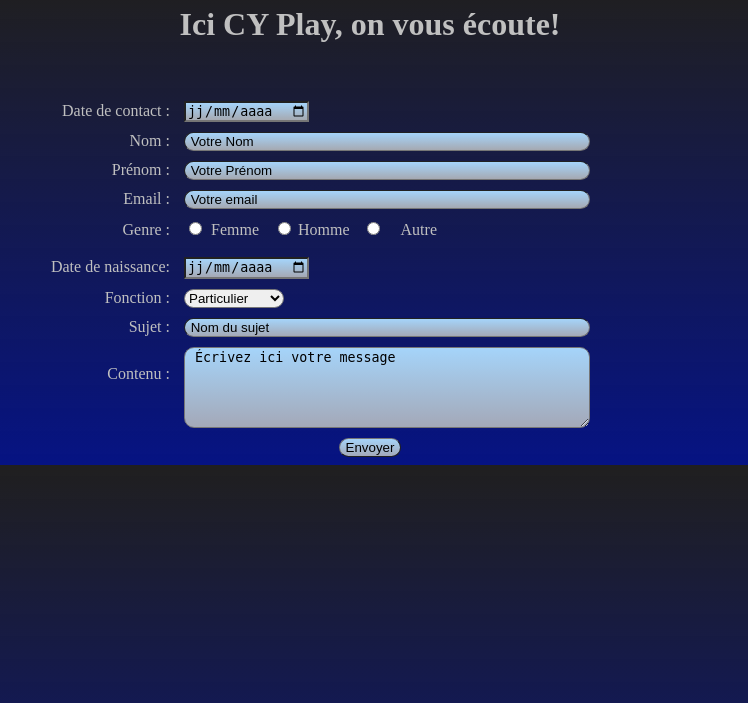 Ici CY Play, on vous écoute!
Date de contact : jj/mm/aaaa
Nom : Votre Nom
Prénom : Votre Prénom
Email : Votre email
Genre : Femme Homme Autre
Date de naissance: jj/mm/aaaa
Fonction : Particulier
Sujet : Nom du sujet
Contenu : Écrivez ici votre message
Envoyer